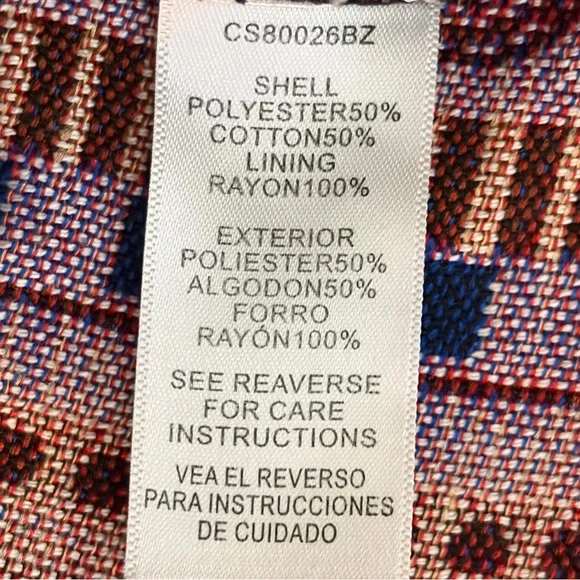 CS80026BZ
SHELL
POLYESTER50%
COTTON50%
LINING
RAYON100%
EXTERIOR
POLIESTER50%
ALGODON50%
FORRO
RAYÓN100%
SEE REAVERSE
FOR CARE
INSTRUCTIONS
VEA EL REVERSO
PARA INSTRUCCIONES
DE CUIDADO